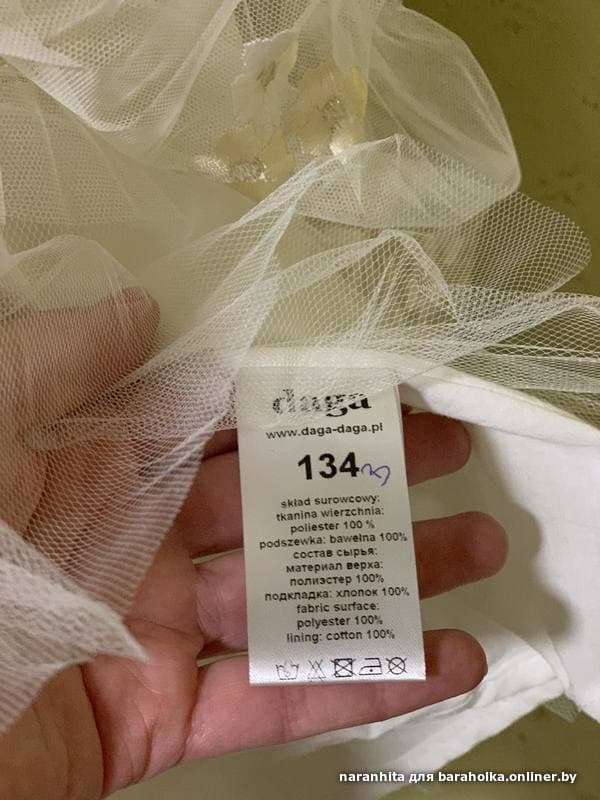 daga
www.daga-daga.pl
134
skład surowcowy:
tkanina wierzchnia:
poliester 100 %
podszewka: bawełna 100%
состав сырья:
материал верха:
полиэстер 100%
подкладка: хлопок 100%
fabric surface:
polyester 100%
lining: cotton 100%
naranhita для baraholka.onliner.by